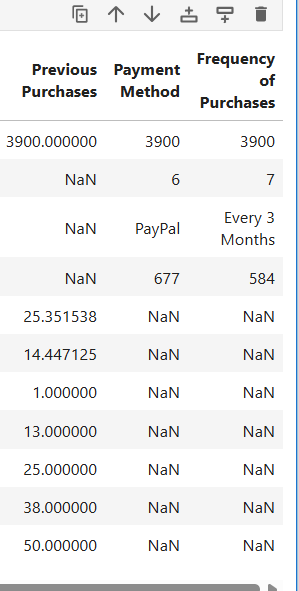 Frequency
Previous Payment of
Purchases Method Purchases
3900.000000 3900 3900
NaN 6 7
NaN PayPal Every 3
Months
NaN 677 584
25.351538 NaN NaN
14.447125 NaN NaN
1.000000 NaN NaN
13.000000 NaN NaN
25.000000 NaN NaN
38.000000 NaN NaN
50.000000 NaN NaN